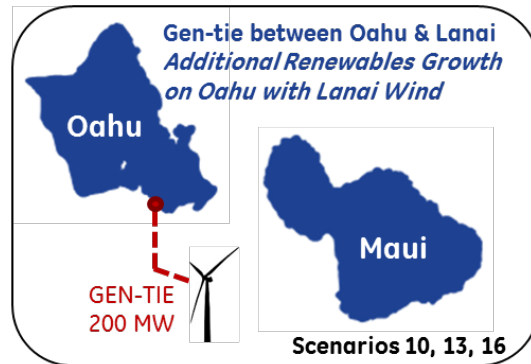 Gen-tie between Oahu & Lanai
Additional Renewables Growth
on Oahu with Lanai Wind
Oahu
Maui
GEN-TIE
200 MW
Scenarios 10, 13, 16